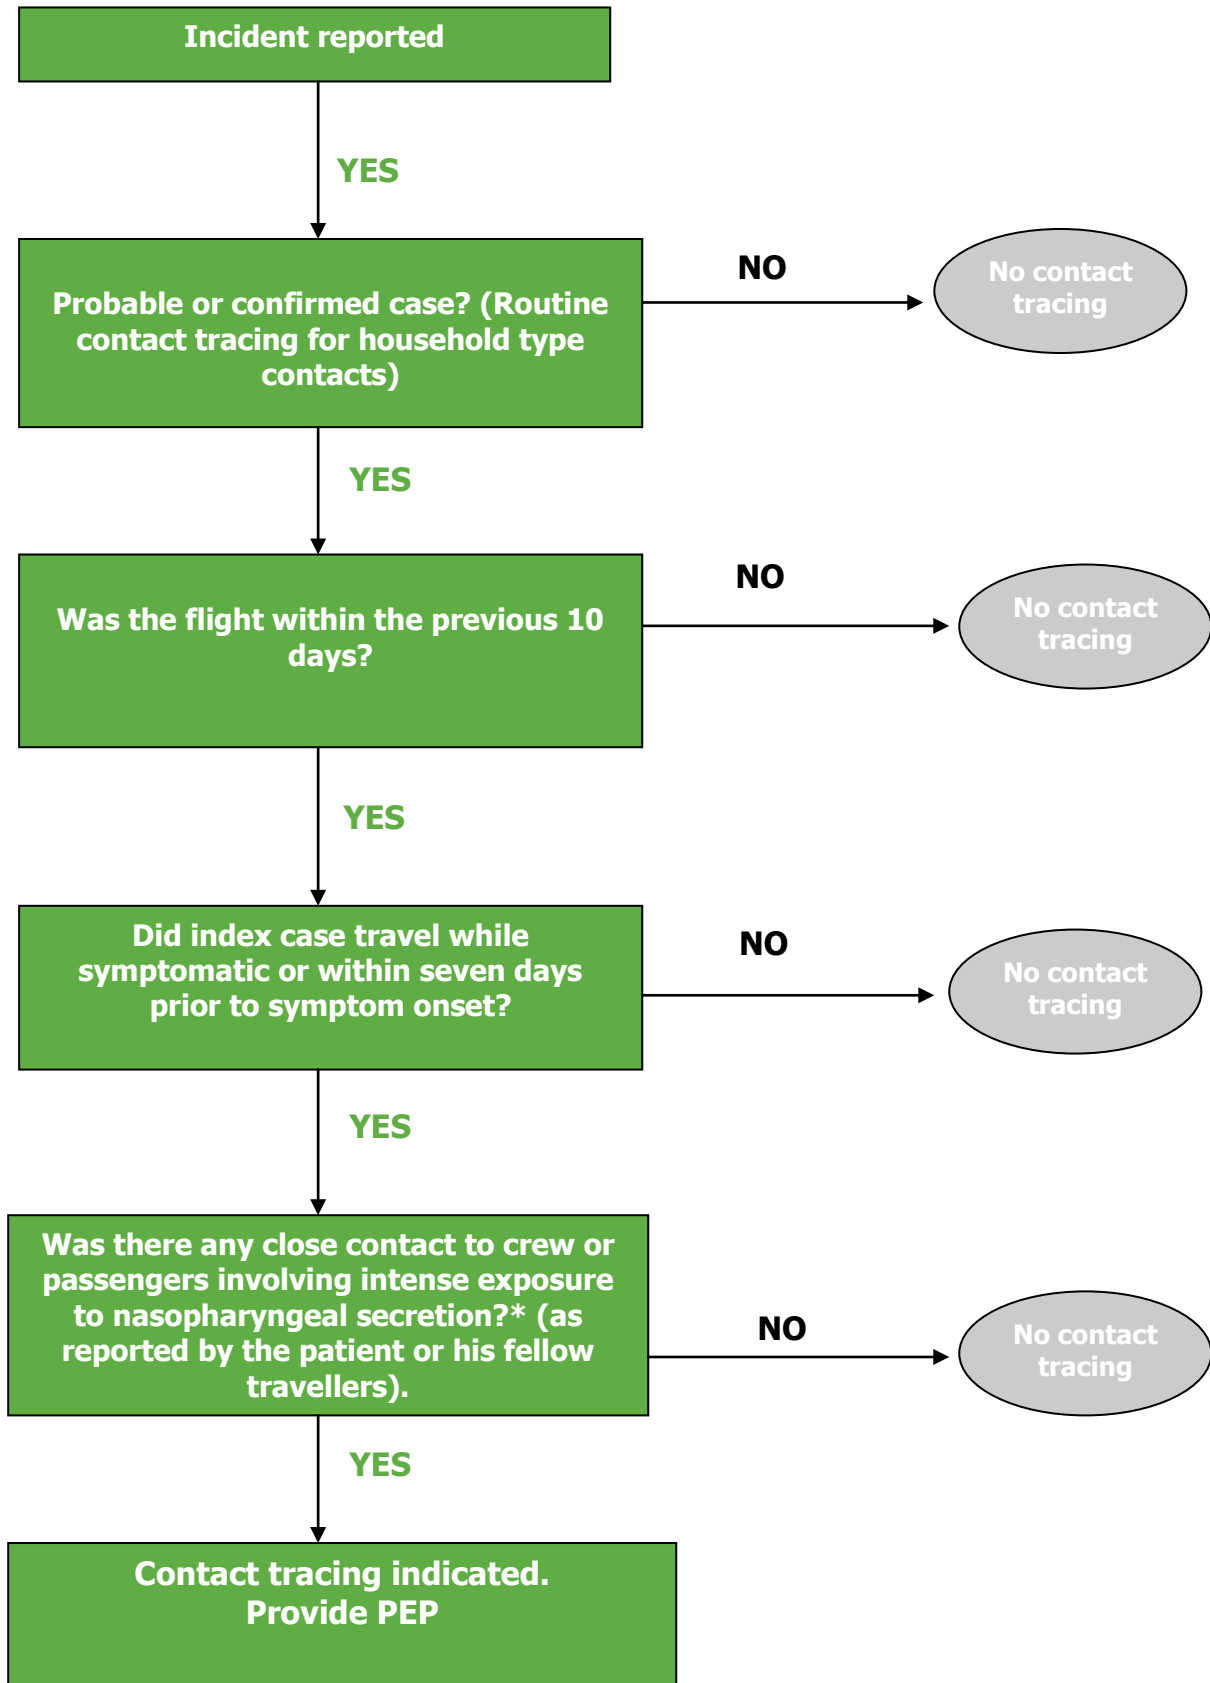 Incident reported
YES
Probable or confirmed case? (Routine
contact tracing for household type
contacts)
NO
No contact
tracing
YES
Was the flight within the previous 10
days?
NO
No contact
tracing
YES
Did index case travel while
symptomatic or within seven days
prior to symptom onset?
NO
No contact
tracing
YES
Was there any close contact to crew or
passengers involving intense exposure
to nasopharyngeal secretion?* (as
reported by the patient or his fellow
travellers).
NO
No contact
tracing
YES
Contact tracing indicated.
Provide PEP